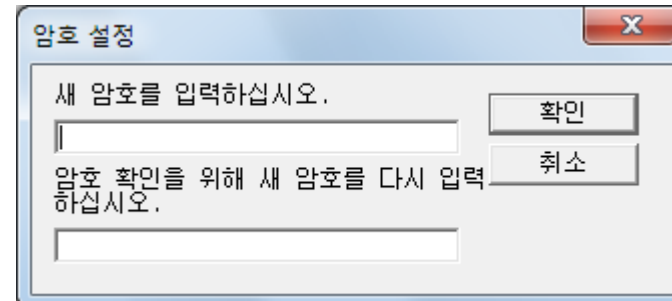 암호 설정
새 암호를 입력하십시오.
확인
취소
암호 확인을 위해 새 암호를 다시 입력
하십시오.